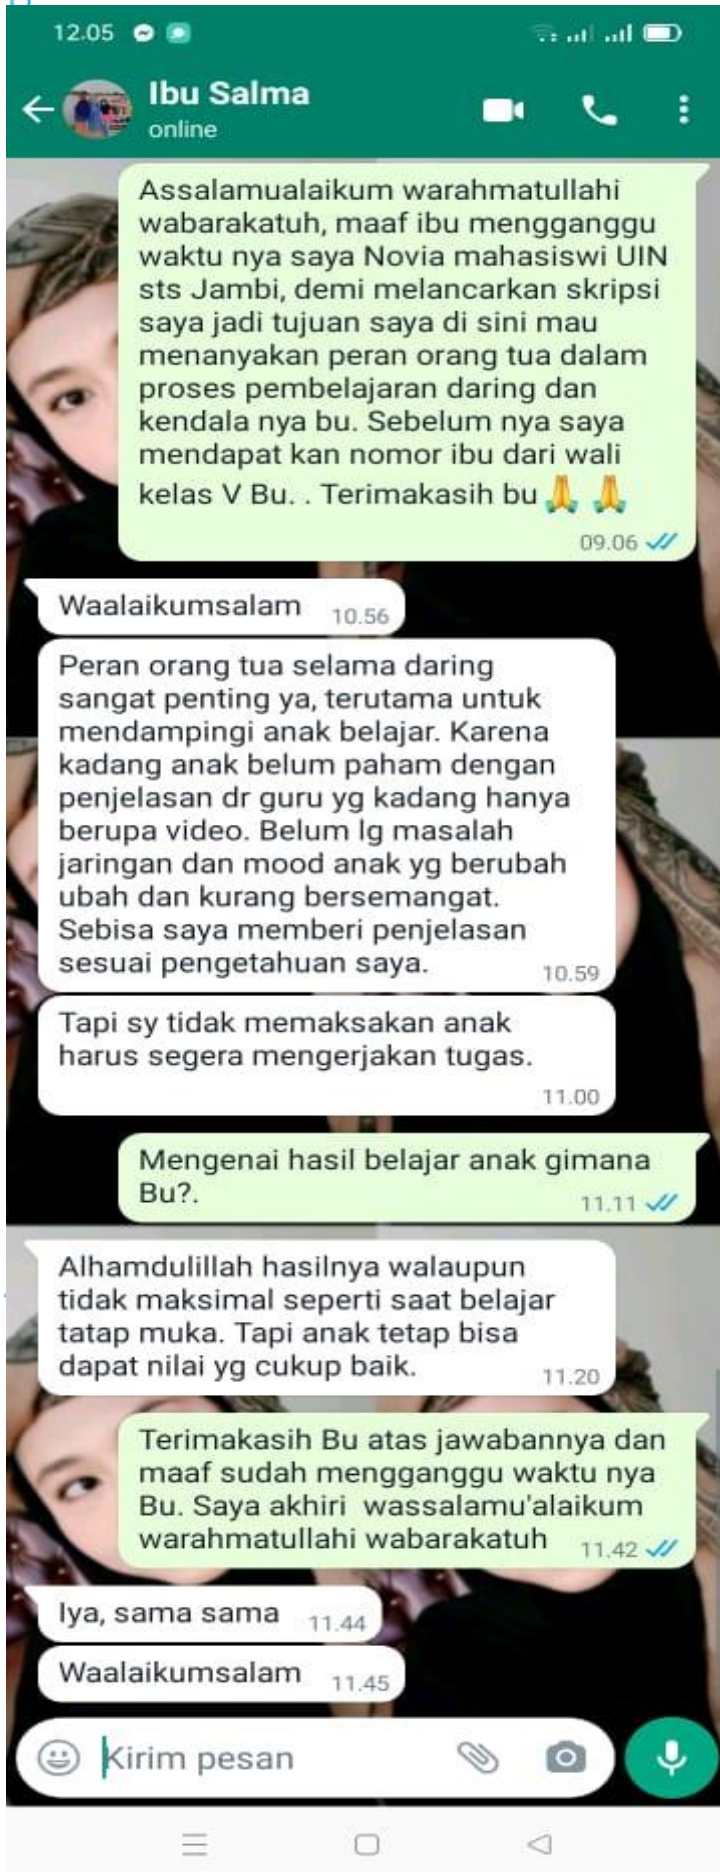 12.05
Ibu Salma
online
Assalamualaikum warahmatullahi
wabarakatuh, maaf ibu mengganggu
waktu nya saya Novia mahasiswi UIN
sts Jambi, demi melancarkan skripsi
saya jadi tujuan saya di sini mau
menanyakan peran orang tua dalam
proses pembelajaran daring dan
kendala nya bu. Sebelum nya saya
mendapat kan nomor ibu dari wali
kelas V Bu. . Terimakasih bu 🙏 🙏
09.06
Waalaikumsalam 10.56
Peran orang tua selama daring
sangat penting ya, terutama untuk
mendampingi anak belajar. Karena
kadang anak belum paham dengan
penjelasan dr guru yg kadang hanya
berupa video. Belum lg masalah
jaringan dan mood anak yg berubah
ubah dan kurang bersemangat.
Sebisa saya memberi penjelasan
sesuai pengetahuan saya. 10.59
Tapi sy tidak memaksakan anak
harus segera mengerjakan tugas.
11.00
Mengenai hasil belajar anak gimana
Bu?. 11.11
Alhamdulillah hasilnya walaupun
tidak maksimal seperti saat belajar
tatap muka. Tapi anak tetap bisa
dapat nilai yg cukup baik. 11.20
Terimakasih Bu atas jawabannya dan
maaf sudah mengganggu waktu nya
Bu. Saya akhiri  wassalamu'alaikum
warahmatullahi wabarakatuh 11.42
Iya, sama sama 11.44
Waalaikumsalam 11.45
Kirim pesan